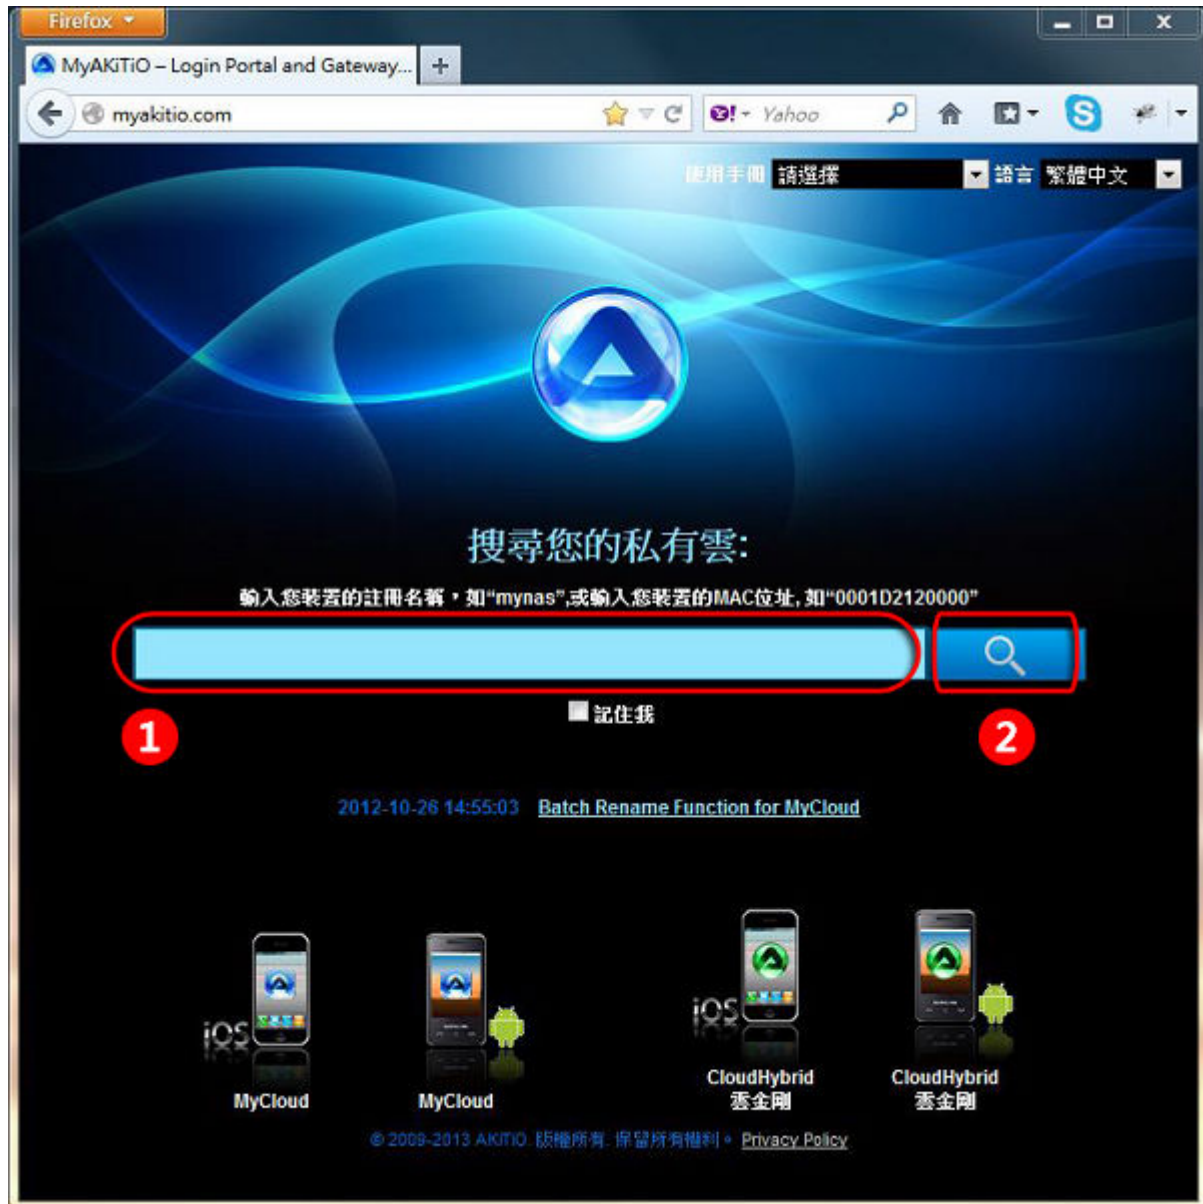 Firefox
MyAKiTiO – Login Portal and Gateway...
myakitio.com
Yahoo
使用手冊 請選擇 語言 繁體中文
搜尋您的私有雲:
輸入您裝置的註冊名稱，如“mynas",或輸入您裝置的MAC位址, 如“0001D2120000”
記住我
1
2
2012-10-26 14:55:03 Batch Rename Function for MyCloud
iOS
iOS
MyCloud
MyCloud
CloudHybrid
雲金剛
CloudHybrid
雲金剛
© 2009-2013 AKiTiO. 版權所有. 保留所有權利。 Privacy Policy